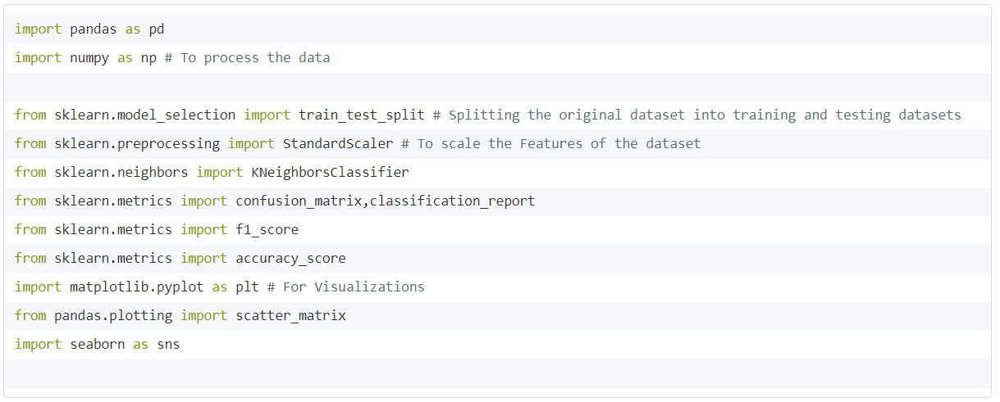 import pandas as pd
import numpy as np # To process the data
from sklearn.model_selection import train_test_split # Splitting the original dataset into training and testing datasets
from sklearn.preprocessing import StandardScaler # To scale the Features of the dataset
from sklearn.neighbors import KNeighborsClassifier
from sklearn.metrics import confusion_matrix,classification_report
from sklearn.metrics import f1_score
from sklearn.metrics import accuracy_score
import matplotlib.pyplot as plt # For Visualizations
from pandas.plotting import scatter_matrix
import seaborn as sns